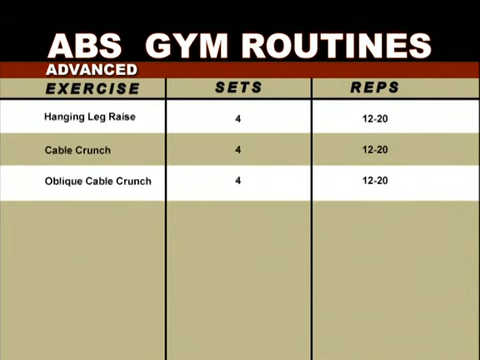 ABS GYM ROUTINES
ADVANCED
EXERCISE SETS REPS
Hanging Leg Raise 4 12-20
Cable Crunch 4 12-20
Oblique Cable Crunch 4 12-20